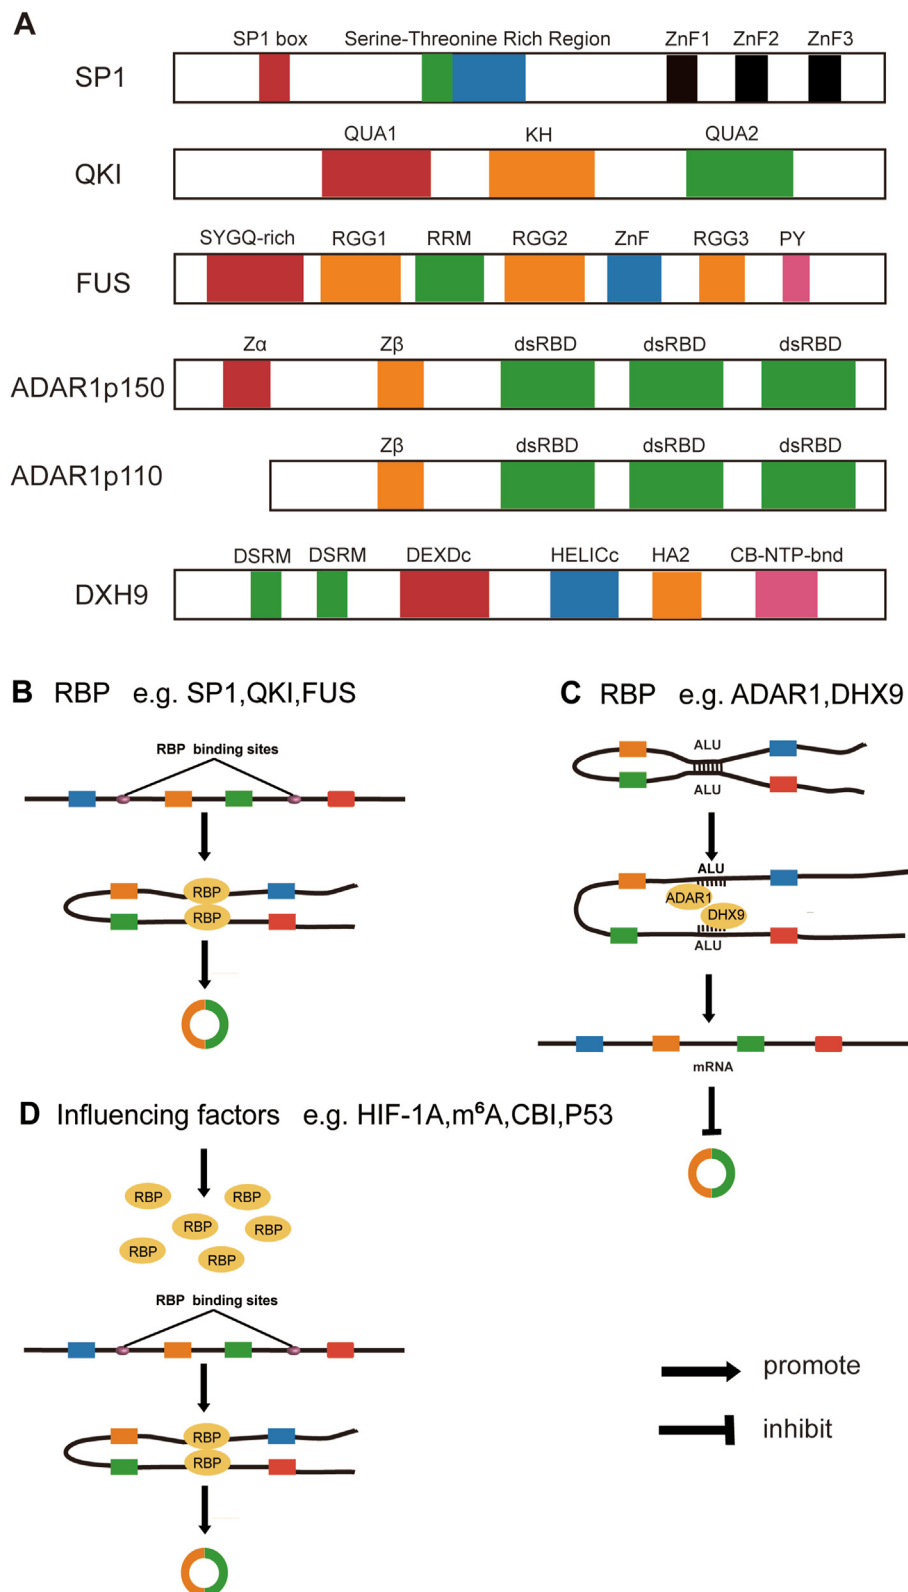 A
SP1 box Serine-Threonine Rich Region ZnF1 ZnF2 ZnF3
SP1
QUA1 KH QUA2
QKI
SYGQ-rich RGG1 RRM RGG2 ZnF RGG3 PY
FUS
Zα Zβ dsRBD dsRBD dsRBD
ADAR1p150
Zβ dsRBD dsRBD dsRBD
ADAR1p110
DSRM DSRM DEXDc HELICc HA2 CB-NTP-bnd
DXH9
B RBP e.g. SP1,QKI,FUS
RBP binding sites
RBP
RBP
C RBP e.g. ADAR1,DHX9
ALU
ALU
ALU
ADAR1
DHX9
ALU
mRNA
D Influencing factors e.g. HIF-1A,m⁶A,CBI,P53
RBP RBP
RBP RBP
RBP RBP
RBP binding sites
RBP
RBP
promote
inhibit